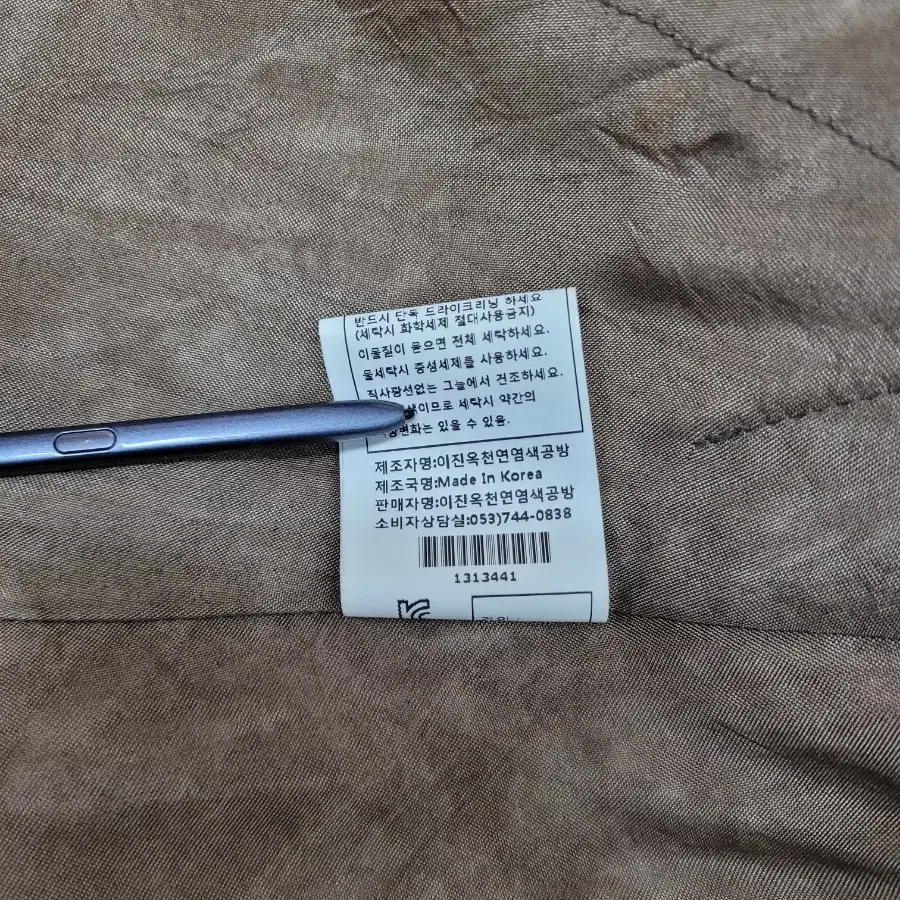 반드시 단독 드라이크리닝 하세요
(세탁시 화학세제 절대사용금지)
이물질이 묻으면 전체 세탁하세요.
울세탁시 중성세제를 사용하세요.
직사광선없는 그늘에서 건조하세요.
세탁시 약간의
있을 수 있음.
제조자명:이진옥천연염색공방
제조국명:Made In Korea
판매자명:이진옥천연염색공방
소비자상담실:053)744-0838
1313441